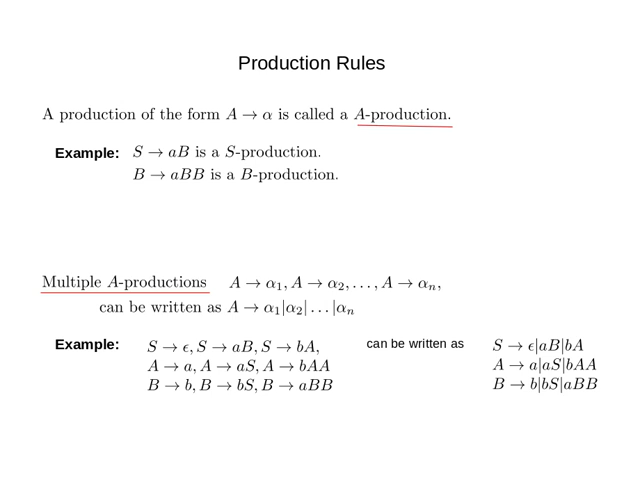 Production Rules
A production of the form A → α is called a A-production.
Example: S → aB is a S-production.
B → aBB is a B-production.
Multiple A-productions A → α₁, A → α₂, . . . , A → αₙ,
can be written as A → α₁|α₂| . . . |αₙ
Example: S → ϵ, S → aB, S → bA, can be written as S → ϵ|aB|bA
A → a, A → aS, A → bAA A → a|aS|bAA
B → b, B → bS, B → aBB B → b|bS|aBB